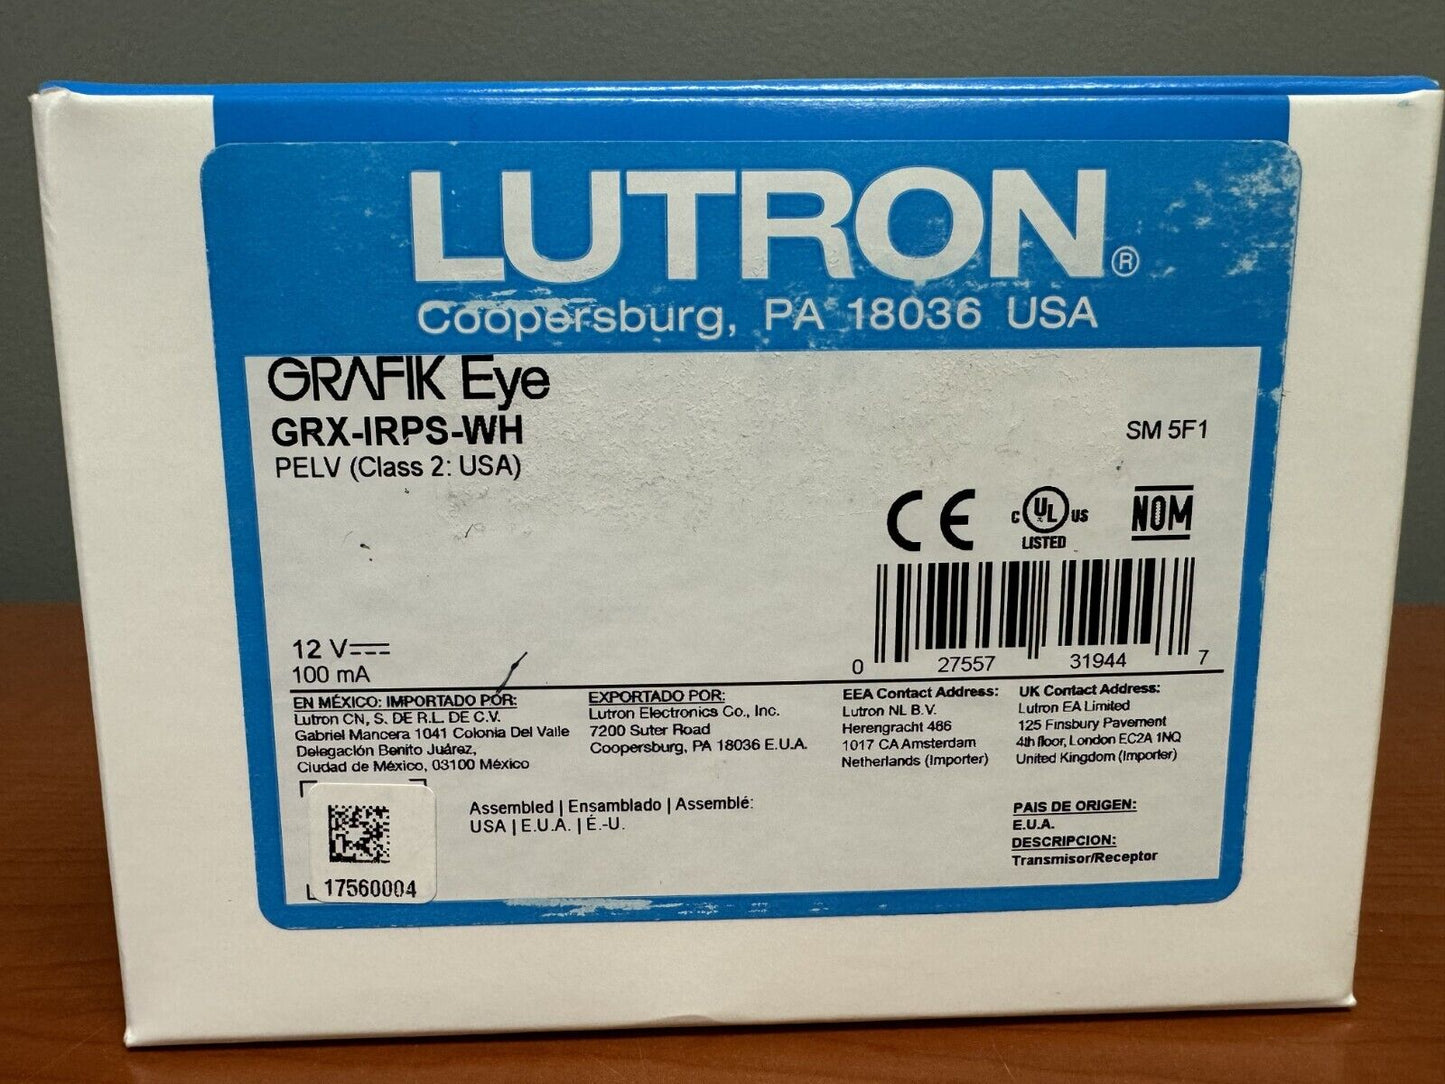 LUTRON®
Coopersburg, PA 18036 USA
GRAFIK Eye
GRX-IRPS-WH
PELV (Class 2: USA)
SM 5F1
CE
C UL US
LISTED
NOM
12 V
100 mA
0 27557 31944 7
EN MÉXICO: IMPORTADO POR:
Lutron CN, S. DE R.L. DE C.V.
Gabriel Mancera 1041 Colonia Del Valle
Delegación Benito Juárez,
Ciudad de México, 03100 México
EXPORTADO POR:
Lutron Electronics Co., Inc.
7200 Suter Road
Coopersburg, PA 18036 E.U.A.
EEA Contact Address:
Lutron NL B.V.
Herengracht 466
1017 CA Amsterdam
Netherlands (Importer)
UK Contact Address:
Lutron EA Limited
125 Finsbury Pavement
4th floor, London EC2A 1NQ
United Kingdom (Importer)
17560004
Assembled | Ensamblado | Assemblé:
USA | E.U.A. | É.-U.
PAIS DE ORIGEN:
E.U.A.
DESCRIPCION:
Transmisor/Receptor